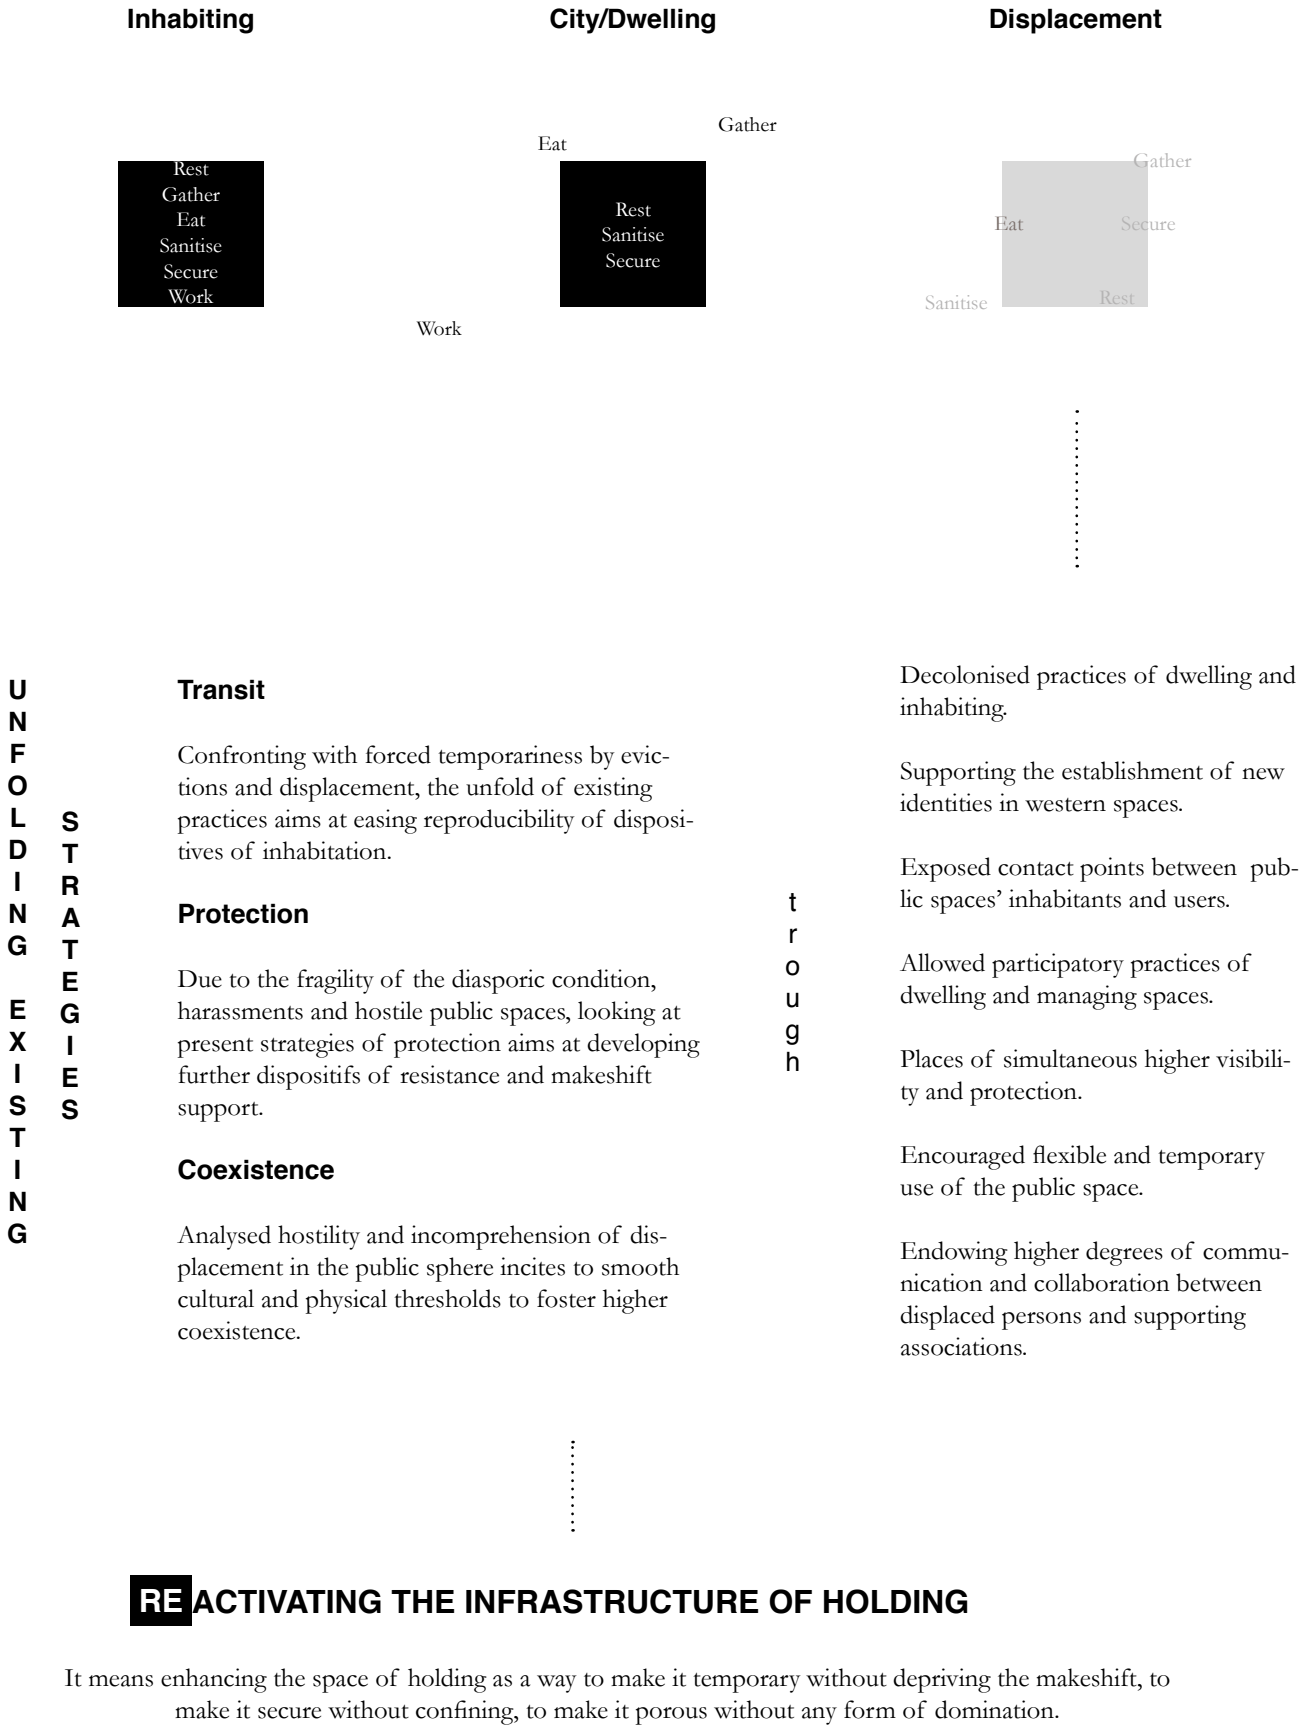 Inhabiting
City/Dwelling
Displacement
Rest
Gather
Eat
Sanitise
Secure
Work
Eat
Gather
Rest
Sanitise
Secure
Work
Gather
Eat
Secure
Sanitise
Rest
UNFOLDING EXISTING
STRATEGIES
Transit
Confronting with forced temporariness by evic-
tions and displacement, the unfold of existing
practices aims at easing reproducibility of disposi-
tives of inhabitation.
Protection
Due to the fragility of the diasporic condition,
harassments and hostile public spaces, looking at
present strategies of protection aims at developing
further dispositifs of resistance and makeshift
support.
Coexistence
Analysed hostility and incomprehension of dis-
placement in the public sphere incites to smooth
cultural and physical thresholds to foster higher
coexistence.
trough
Decolonised practices of dwelling and
inhabiting.
Supporting the establishment of new
identities in western spaces.
Exposed contact points between pub-
lic spaces’ inhabitants and users.
Allowed participatory practices of
dwelling and managing spaces.
Places of simultaneous higher visibili-
ty and protection.
Encouraged flexible and temporary
use of the public space.
Endowing higher degrees of commu-
nication and collaboration between
displaced persons and supporting
associations.
REACTIVATING THE INFRASTRUCTURE OF HOLDING
It means enhancing the space of holding as a way to make it temporary without depriving the makeshift, to
make it secure without confining, to make it porous without any form of domination.